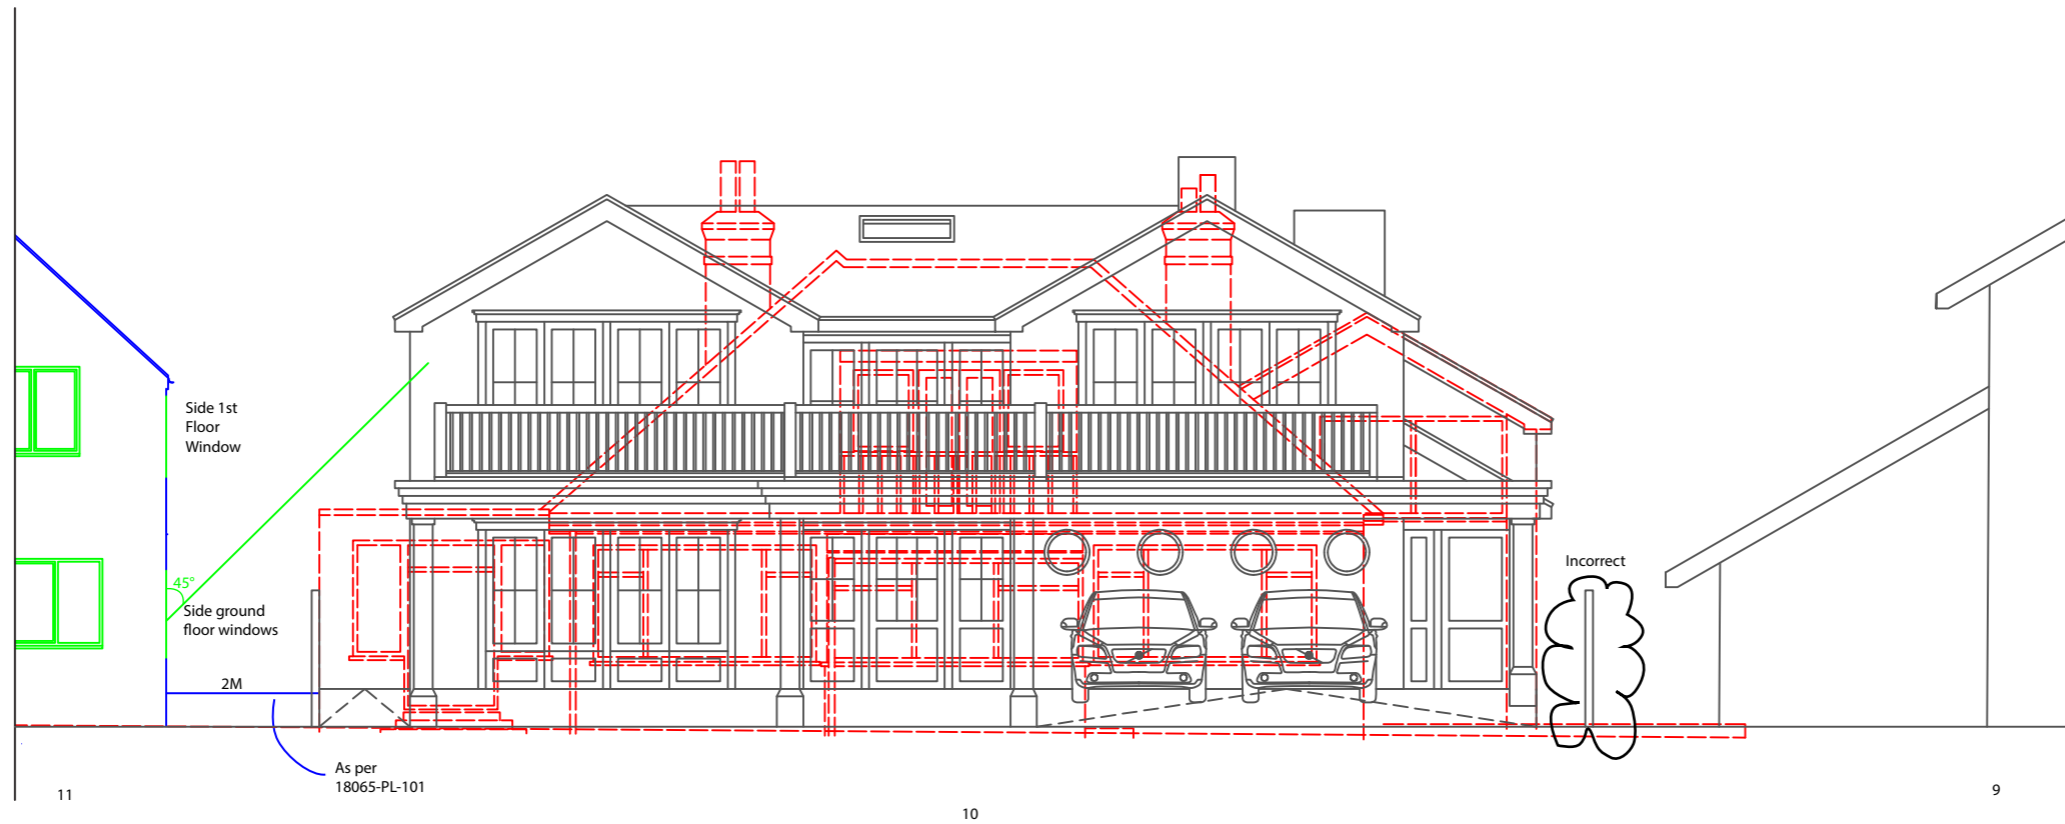 Side 1st
Floor
Window
45°
Side ground
floor windows
Incorrect
2M
As per
18065-PL-101
11
10
9